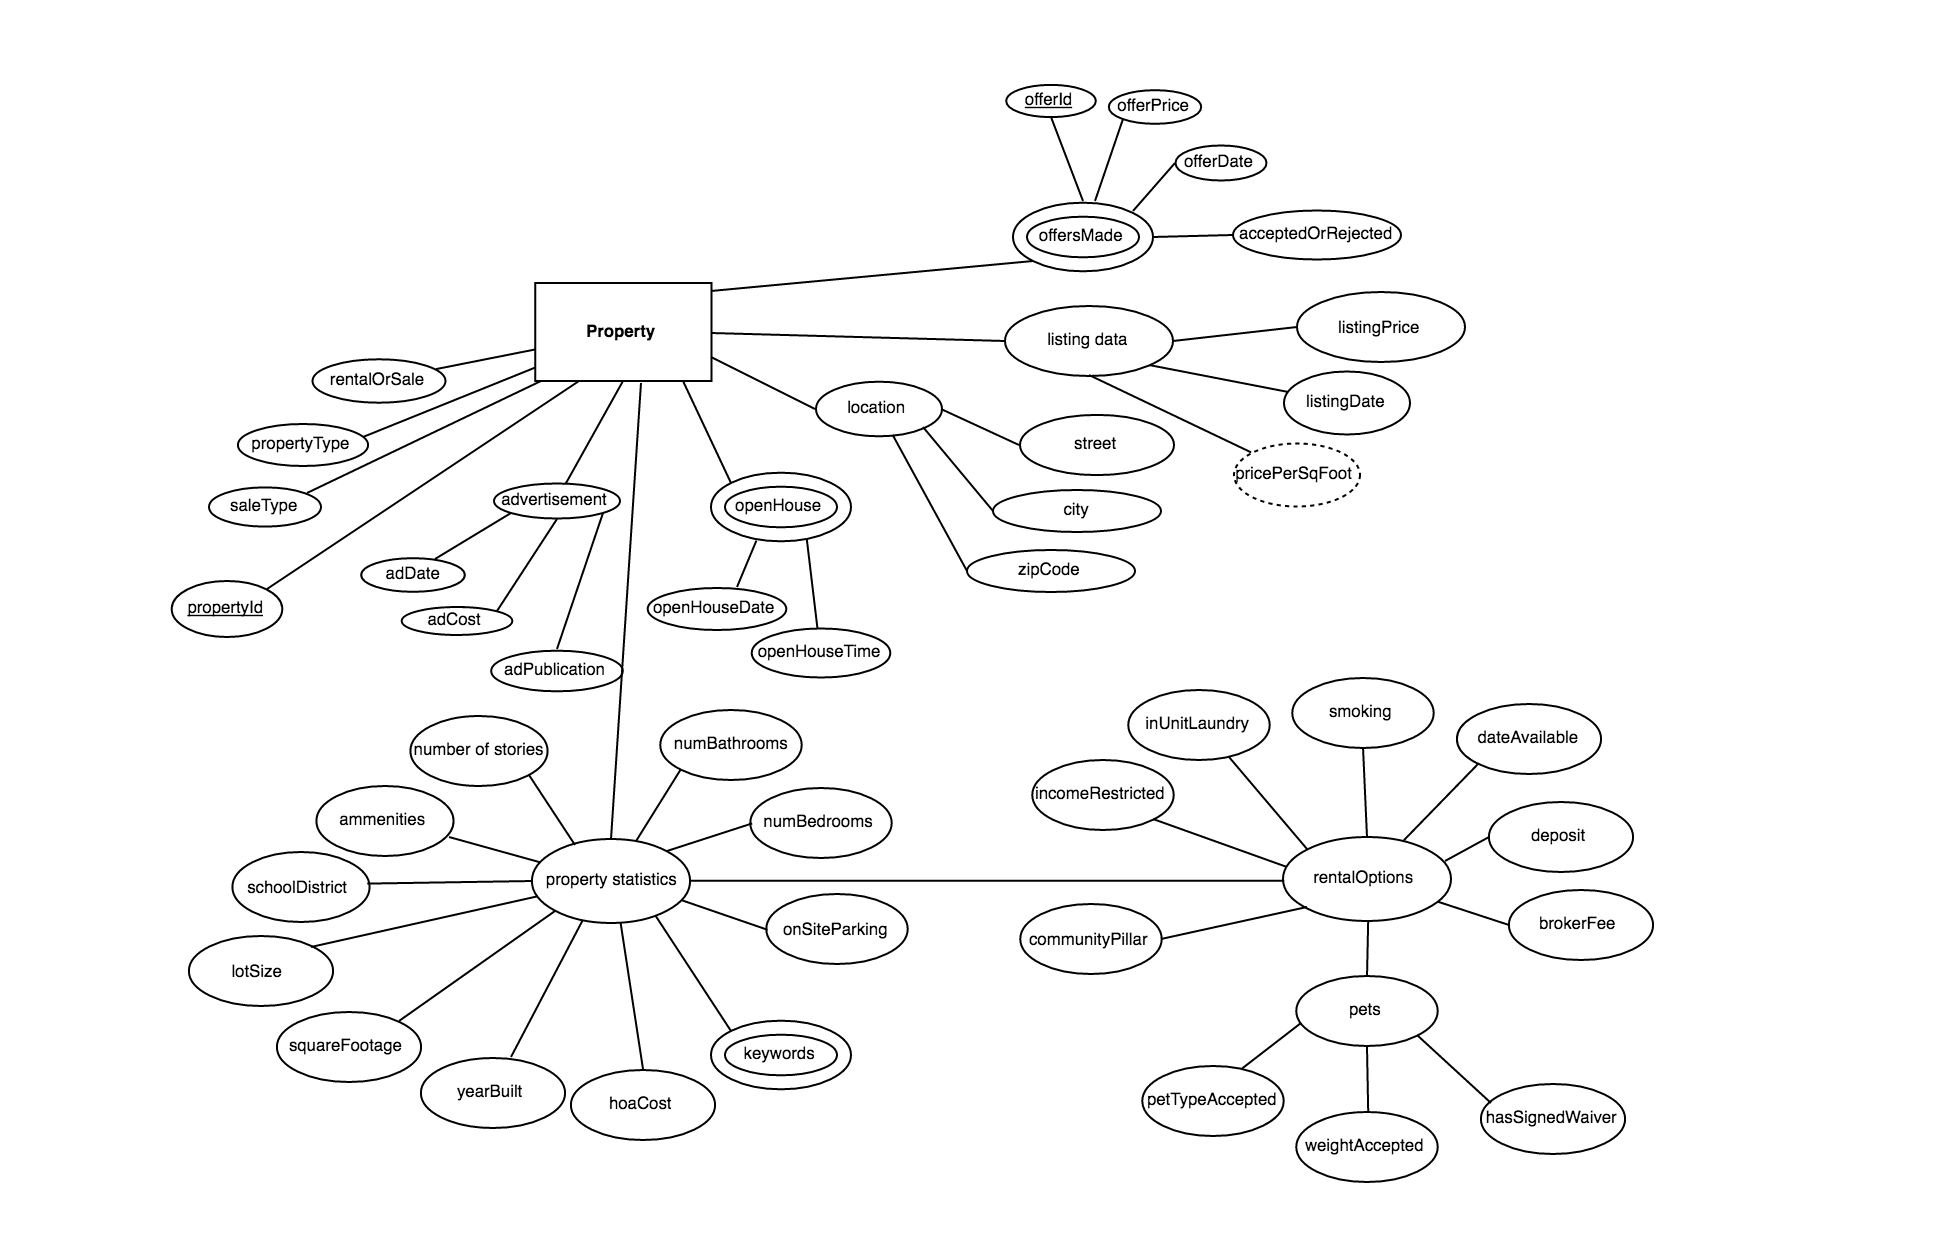 offerId
offerPrice
offerDate
offersMade
acceptedOrRejected
Property
listing data
listingPrice
rentalOrSale
location
listingDate
propertyType
street
pricePerSqFoot
saleType
advertisement
openHouse
city
adDate
zipCode
propertyId
adCost
openHouseDate
openHouseTime
adPublication
number of stories
numBathrooms
inUnitLaundry
smoking
dateAvailable
incomeRestricted
ammenities
numBedrooms
deposit
schoolDistrict
property statistics
rentalOptions
onSiteParking
communityPillar
brokerFee
lotSize
squareFootage
keywords
pets
yearBuilt
hoaCost
petTypeAccepted
weightAccepted
hasSignedWaiver